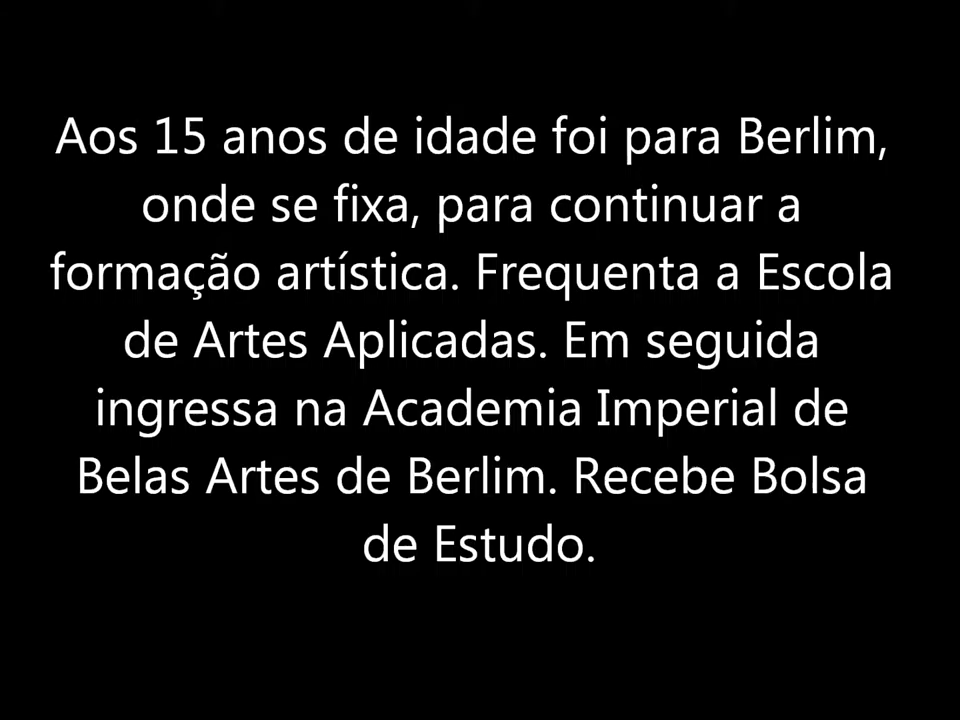 Aos 15 anos de idade foi para Berlim,
onde se fixa, para continuar a
formação artística. Frequenta a Escola
de Artes Aplicadas. Em seguida
ingressa na Academia Imperial de
Belas Artes de Berlim. Recebe Bolsa
de Estudo.